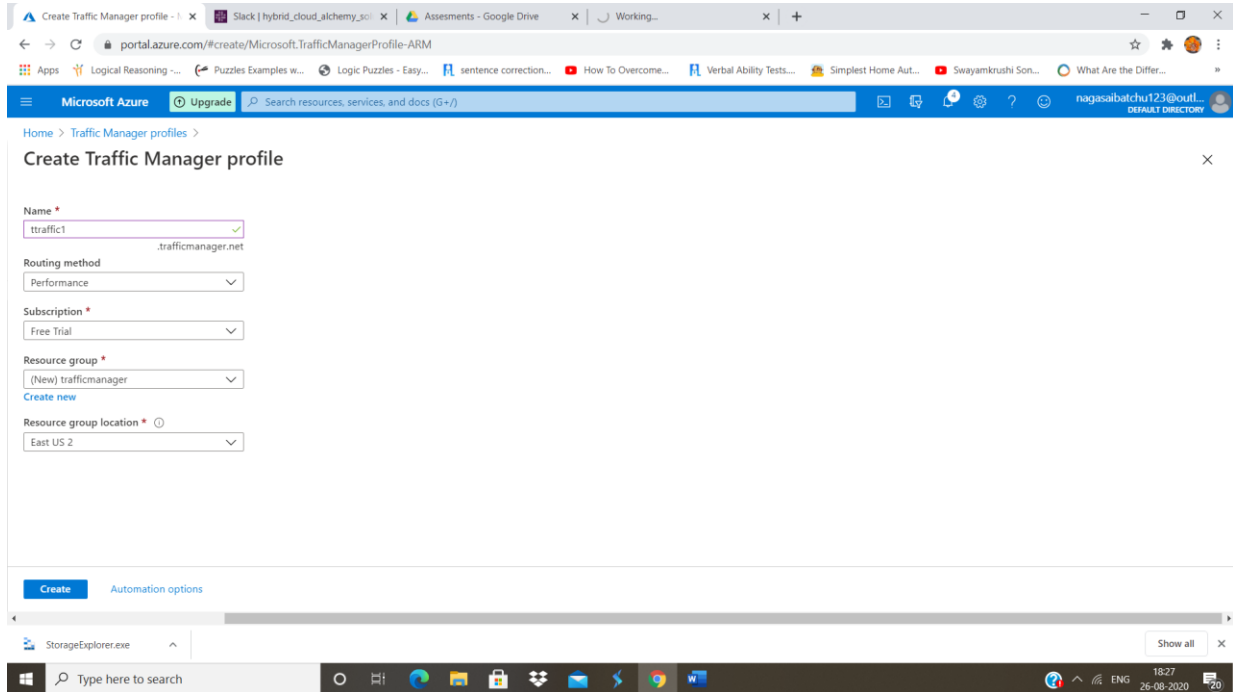 Create Traffic Manager profile - M
Slack | hybrid_cloud_alchemy_sol
Assesments - Google Drive
Working...
portal.azure.com/#create/Microsoft.TrafficManagerProfile-ARM
Apps
Logical Reasoning -...
Puzzles Examples w...
Logic Puzzles - Easy...
sentence correction...
How To Overcome...
Verbal Ability Tests....
Simplest Home Aut...
Swayamkrushi Son...
What Are the Differ...
Microsoft Azure
Upgrade
Search resources, services, and docs (G+/)
4
nagasaibatchu123@outl...
DEFAULT DIRECTORY
Home > Traffic Manager profiles >
Create Traffic Manager profile
Name *
ttraffic1
.trafficmanager.net
Routing method
Performance
Subscription *
Free Trial
Resource group *
(New) trafficmanager
Create new
Resource group location *
East US 2
Create
Automation options
StorageExplorer.exe
Show all
Type here to search
ENG
18:27
26-08-2020
20